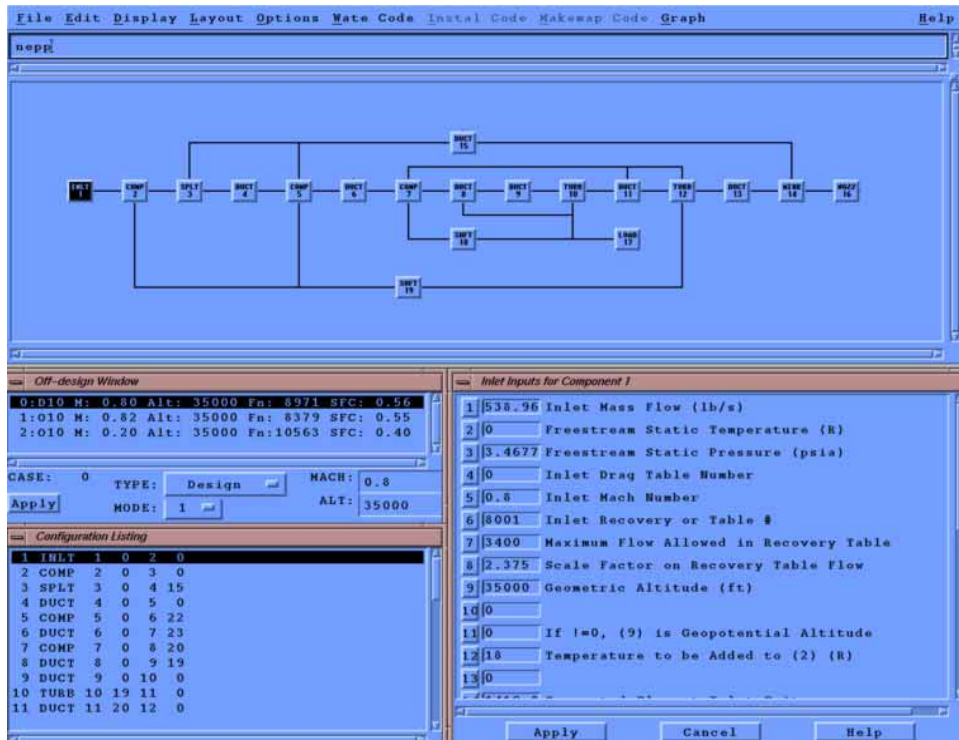 File Edit Display Layout Options Wate Code Instal Code Makemap Code Graph Help
nepp
DUCT 15
INLT 1
COMP 2
SPLT 3
DUCT 4
COMP 5
DUCT 6
COMP 7
DUCT 8
DUCT 9
TURB 10
DUCT 11
TURB 12
DUCT 13
14
NOZZ 16
SHFT 18
LOAD 17
SHFT 19
Off-design Window
0:D10 M: 0.80 Alt: 35000 Fn: 8971 SFC: 0.56
1:O10 M: 0.82 Alt: 35000 Fn: 8379 SFC: 0.55
2:O10 M: 0.20 Alt: 35000 Fn:10563 SFC: 0.40
CASE: 0 TYPE: Design MACH: 0.8
Apply MODE: 1 ALT: 35000
Configuration Listing
1 INLT 1 0 2 0
2 COMP 2 0 3 0
3 SPLT 3 0 4 15
4 DUCT 4 0 5 0
5 COMP 5 0 6 22
6 DUCT 6 0 7 23
7 COMP 7 0 8 20
8 DUCT 8 0 9 19
9 DUCT 9 0 10 0
10 TURB 10 19 11 0
11 DUCT 11 20 12 0
Inlet Inputs for Component 1
1 538.96 Inlet Mass Flow (lb/s)
2 0 Freestream Static Temperature (R)
3 3.4677 Freestream Static Pressure (psia)
4 0 Inlet Drag Table Number
5 0.8 Inlet Mach Number
6 8001 Inlet Recovery or Table #
7 3400 Maximum Flow Allowed in Recovery Table
8 2.375 Scale Factor on Recovery Table Flow
9 35000 Geometric Altitude (ft)
10 0
11 0 If !=0, (9) is Geopotential Altitude
12 18 Temperature to be Added to (2) (R)
13 0
Apply Cancel Help